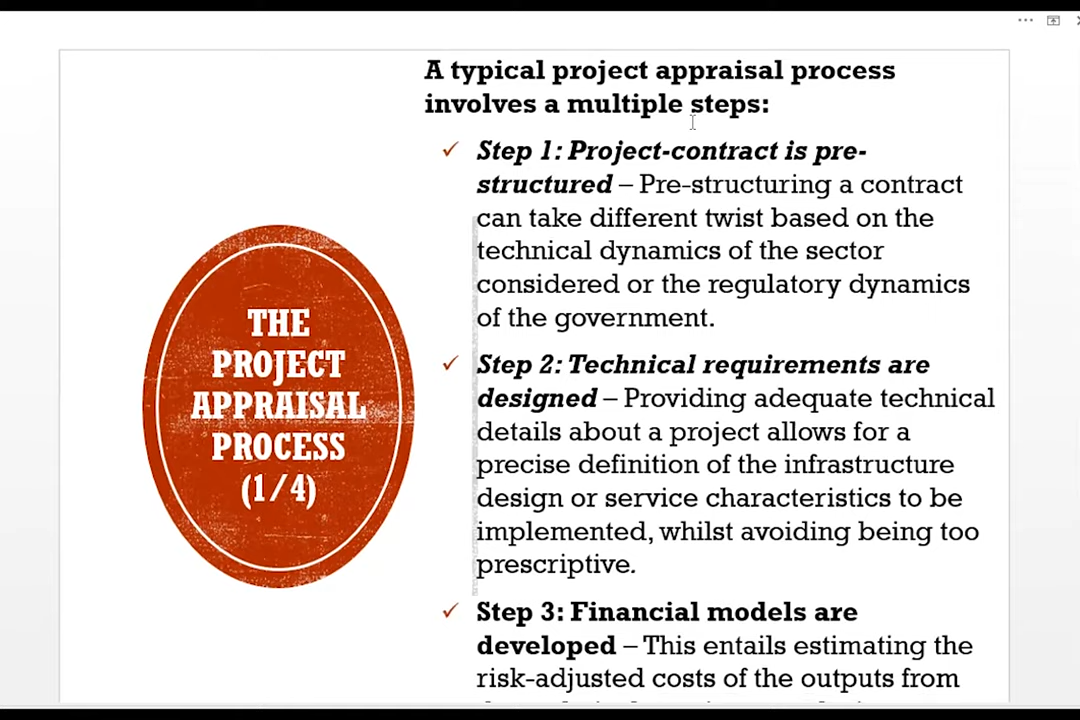 A typical project appraisal process
involves a multiple steps:
✓ Step 1: Project-contract is pre-
structured – Pre-structuring a contract
can take different twist based on the
technical dynamics of the sector
considered or the regulatory dynamics
of the government.
✓ Step 2: Technical requirements are
designed – Providing adequate technical
details about a project allows for a
precise definition of the infrastructure
design or service characteristics to be
implemented, whilst avoiding being too
prescriptive.
✓ Step 3: Financial models are
developed – This entails estimating the
risk-adjusted costs of the outputs from
THE
PROJECT
APPRAISAL
PROCESS
(1/4)